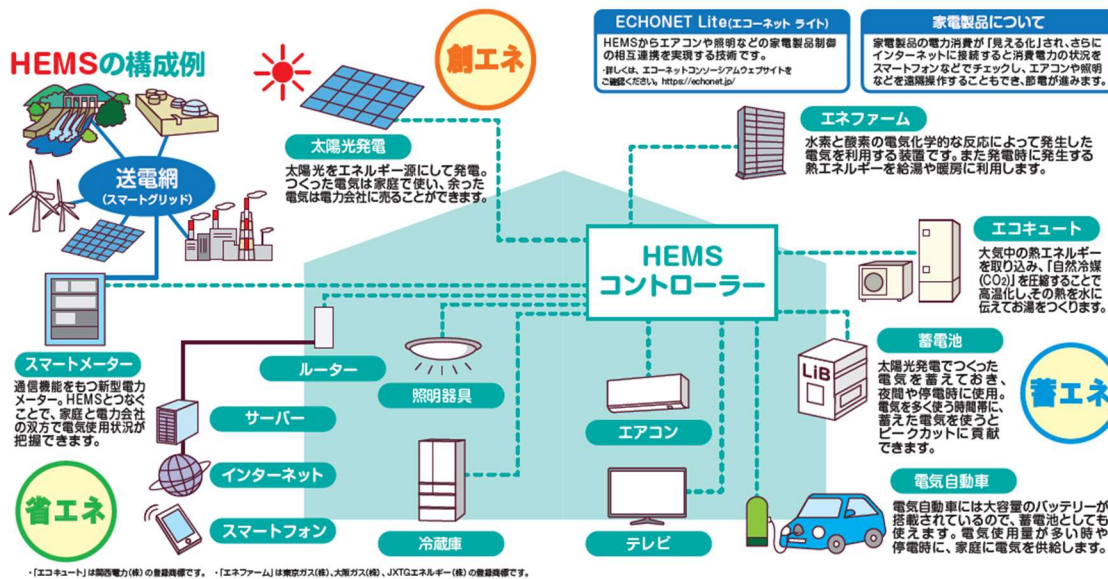 HEMSの構成例
創エネ
ECHONET Lite(エコーネット ライト)
HEMSからエアコンや照明などの家電製品制御
の相互連携を実現する技術です。
・詳しくは、エコーネットコンソーシアムウェブサイトを
ご確認ください。https://echonet.jp/
家電製品について
家電製品の電力消費が「見える化」され、さらに
インターネットに接続すると消費電力の状況を
スマートフォンなどでチェックし、エアコンや照明
などを遠隔操作することもでき、節電が進みます。
送電網
(スマートグリッド)
太陽光発電
太陽光をエネルギー源にして発電。
つくった電気は家庭で使い、余った
電気は電力会社に売ることができます。
エネファーム
水素と酸素の電気化学的な反応によって発生した
電気を利用する装置です。また発電時に発生する
熱エネルギーを給湯や暖房に利用します。
HEMS
コントローラー
エコキュート
大気中の熱エネルギー
を取り込み、「自然冷媒
(CO₂)」を圧縮することで
高温化し、その熱を水に
伝えてお湯をつくります。
スマートメーター
通信機能をもつ新型電力
メーター。HEMSとつなぐ
ことで、家庭と電力会社
の双方で電気使用状況が
把握できます。
ルーター
照明器具
エアコン
LiB
蓄電池
太陽光発電でつくった
電気を蓄えておき、
夜間や停電時に使用。
電気を多く使う時間帯に、
蓄えた電気を使うと
ピークカットに貢献
できます。
蓄エネ
サーバー
インターネット
スマートフォン
省エネ
冷蔵庫
テレビ
電気自動車
電気自動車には大容量のバッテリーが
搭載されているので、蓄電池としても
使えます。電気使用量が多い時や
停電時に、家庭に電気を供給します。
・「エコキュート」は関西電力(株)の登録商標です。・「エネファーム」は東京ガス(株)、大阪ガス(株)、JXTGエネルギー(株)の登録商標です。